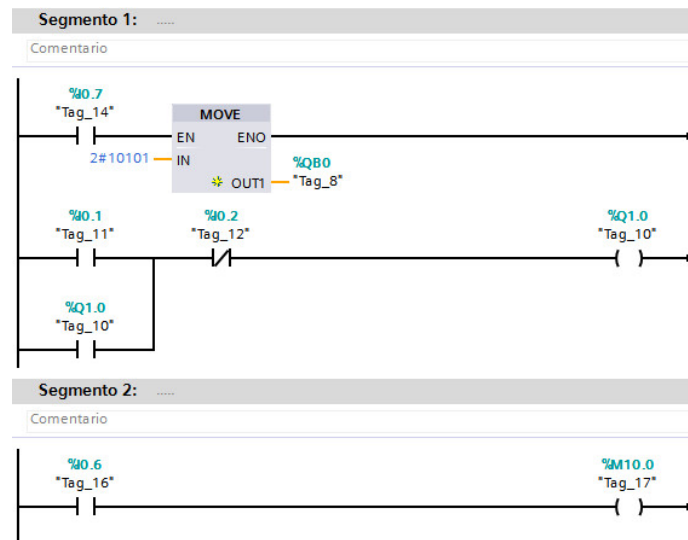 Segmento 1: .....
Comentario
%I0.7
"Tag_14"
MOVE
EN ENO
2#10101 IN
%QB0
OUT1 "Tag_8"
%I0.1 %I0.2 %Q1.0
"Tag_11" "Tag_12" "Tag_10"
%Q1.0
"Tag_10"
Segmento 2: .....
Comentario
%I0.6 %M10.0
"Tag_16" "Tag_17"